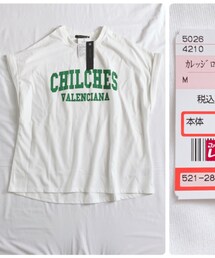 CHILCHES
VALENCIANA
5026
4210
ｶﾚｯｼﾞﾛ
M
税込
本体
521-28